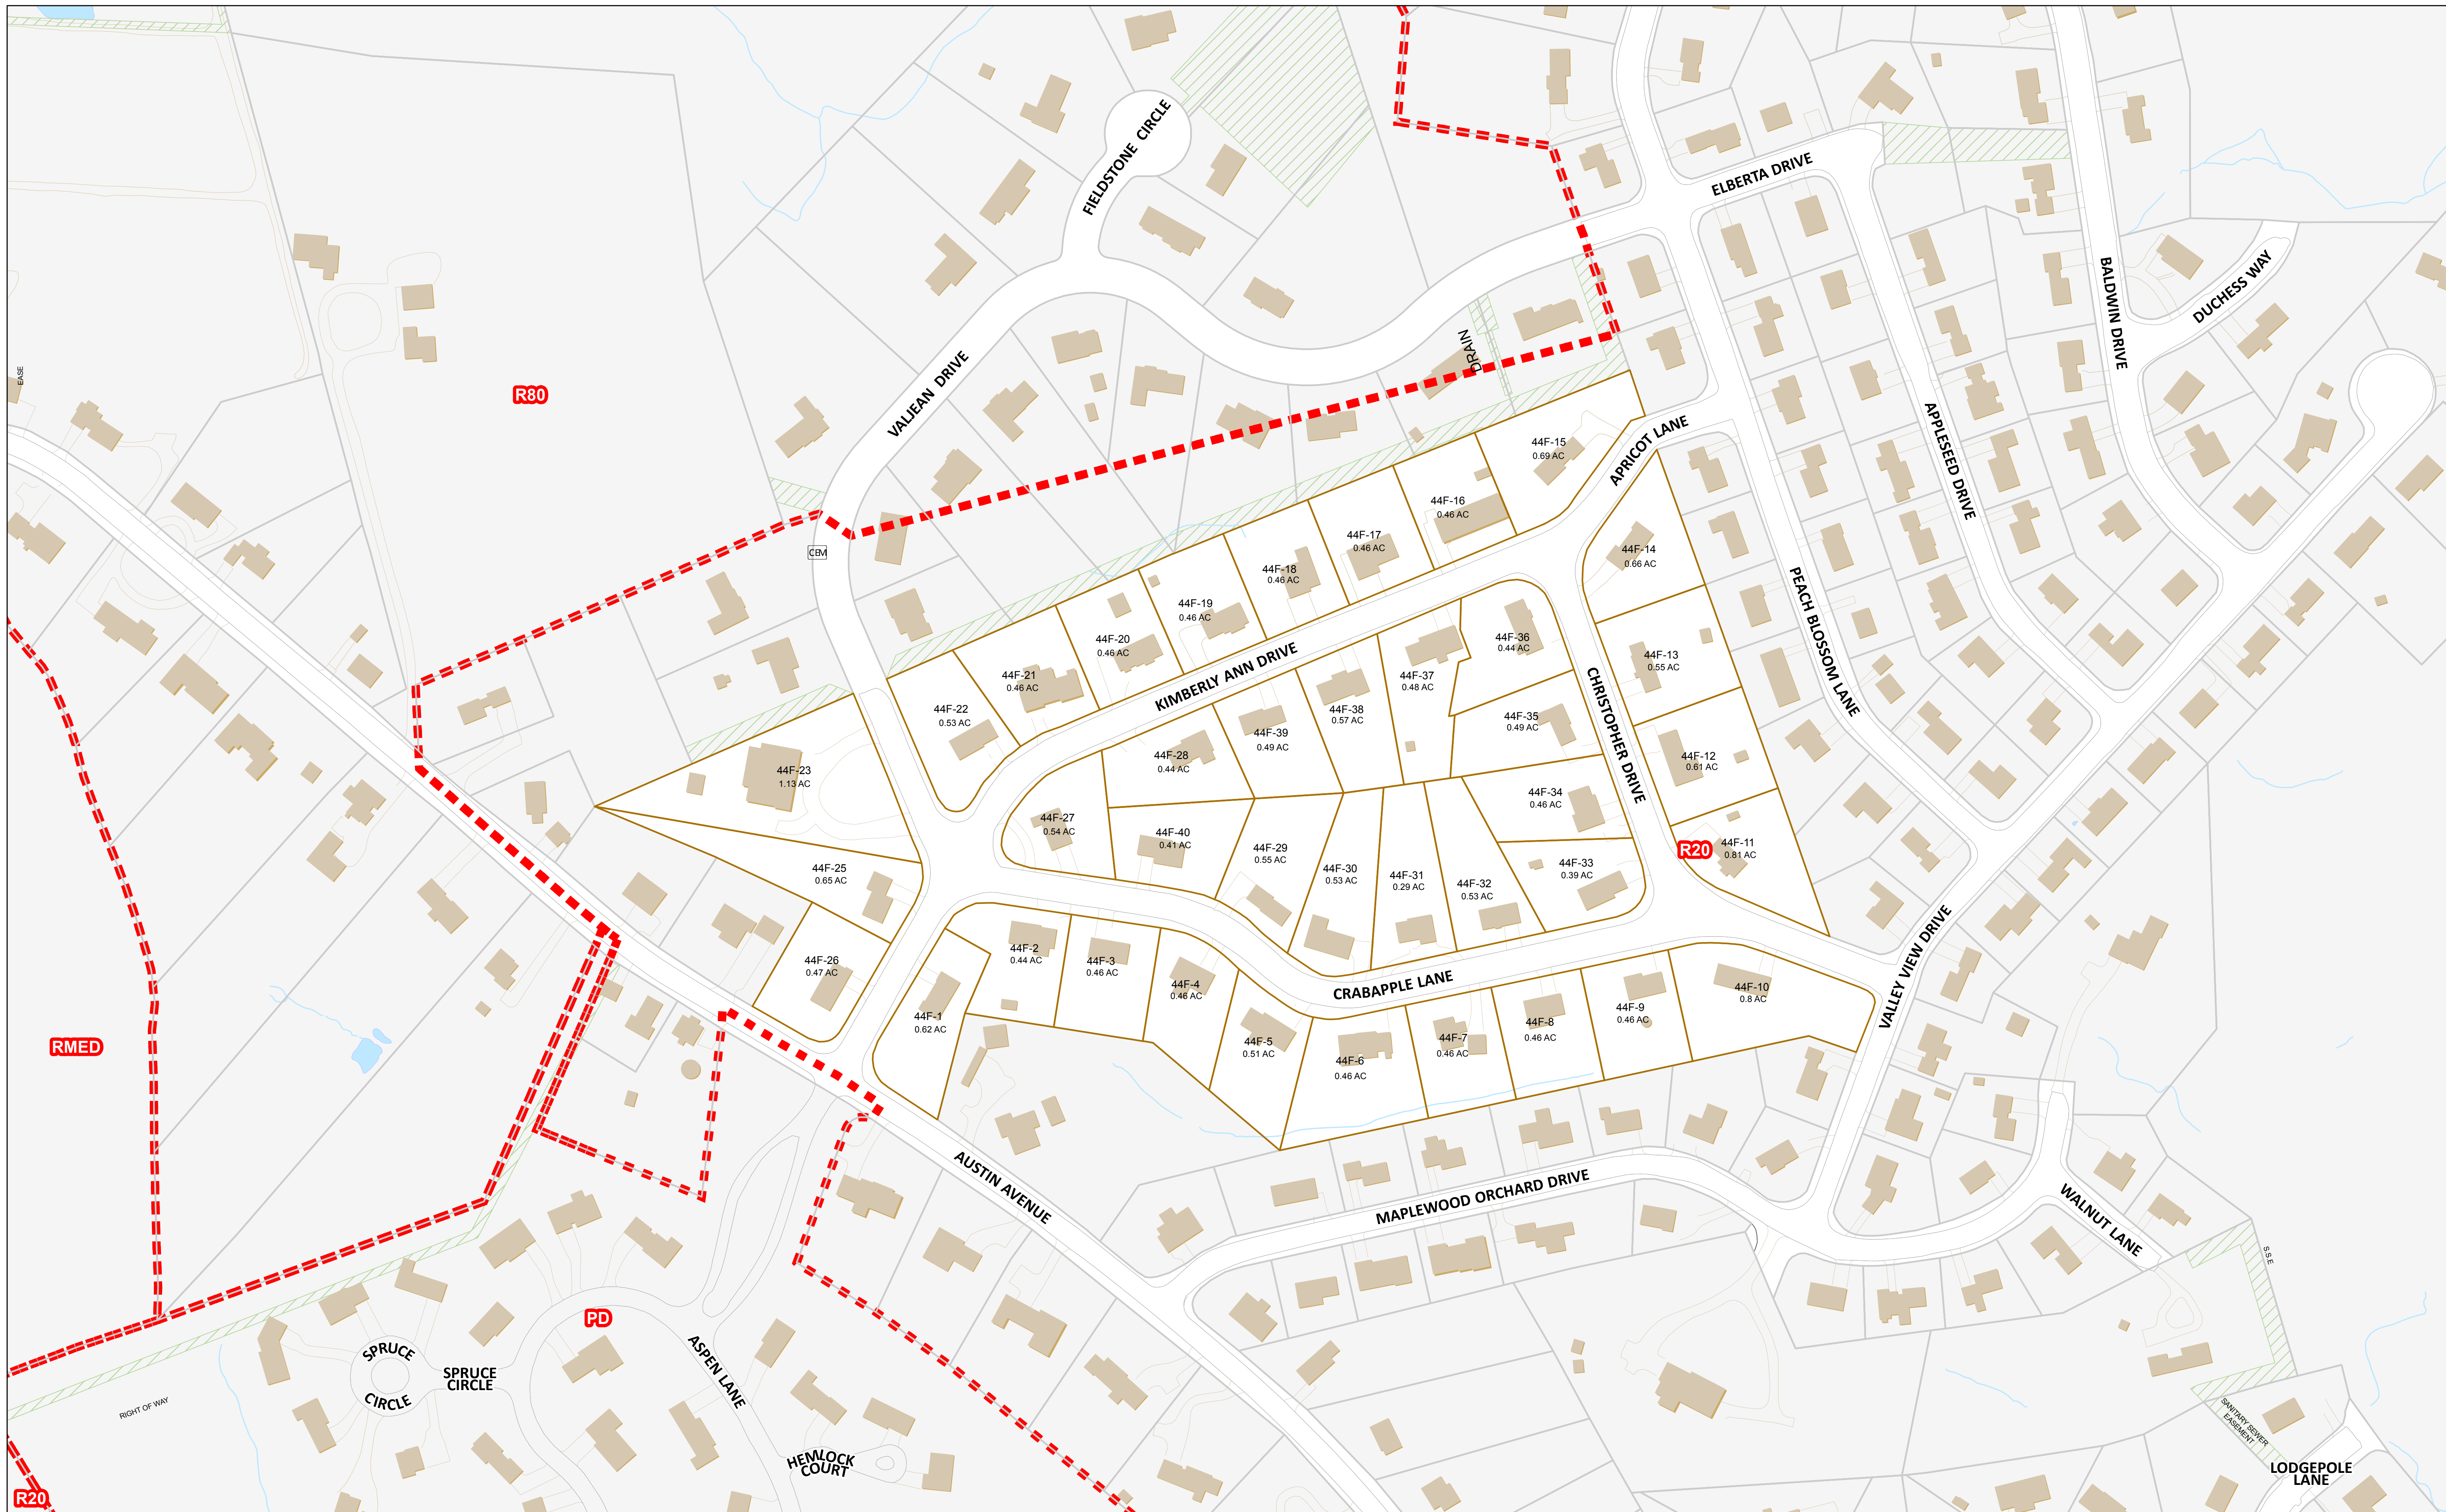 FIELDSTONE CIRCLE
ELBERTA DRIVE
BALDWIN DRIVE
DUCHESS WAY
EASE
R80
VALJEAN DRIVE
DRAIN
APRICOT LANE
APPLESEED DRIVE
PEACH BLOSSOM LANE
CBM
44F-15
0.69 AC
44F-16
0.46 AC
44F-17
0.46 AC
44F-18
0.46 AC
44F-19
0.46 AC
44F-20
0.46 AC
44F-21
0.46 AC
44F-22
0.53 AC
44F-14
0.66 AC
44F-13
0.55 AC
44F-12
0.61 AC
44F-11
0.81 AC
KIMBERLY ANN DRIVE
CHRISTOPHER DRIVE
44F-36
0.44 AC
44F-37
0.48 AC
44F-38
0.57 AC
44F-39
0.49 AC
44F-28
0.44 AC
44F-35
0.49 AC
44F-34
0.46 AC
44F-33
0.39 AC
44F-23
1.13 AC
44F-27
0.54 AC
44F-40
0.41 AC
44F-29
0.55 AC
44F-30
0.53 AC
44F-31
0.29 AC
44F-32
0.53 AC
R20
44F-25
0.65 AC
44F-26
0.47 AC
44F-1
0.62 AC
44F-2
0.44 AC
44F-3
0.46 AC
44F-4
0.46 AC
44F-5
0.51 AC
44F-6
0.46 AC
44F-7
0.46 AC
44F-8
0.46 AC
44F-9
0.46 AC
44F-10
0.8 AC
CRABAPPLE LANE
VALLEY VIEW DRIVE
RMED
AUSTIN AVENUE
MAPLEWOOD ORCHARD DRIVE
WALNUT LANE
S.S.E
PD
ASPEN LANE
SPRUCE
CIRCLE
SPRUCE
CIRCLE
RIGHT OF WAY
HEMLOCK
COURT
SANITARY SEWER
EASEMENT
LODGEPOLE
LANE
R20